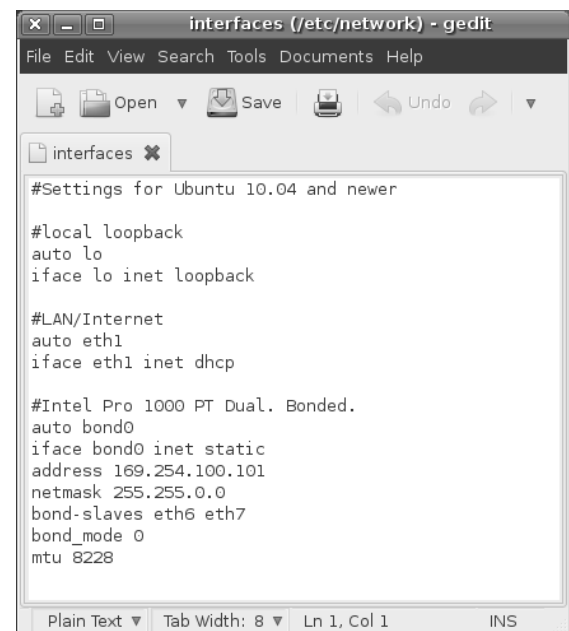 interfaces (/etc/network) - gedit
File Edit View Search Tools Documents Help
Open Save Undo
interfaces
#Settings for Ubuntu 10.04 and newer
#local loopback
auto lo
iface lo inet loopback
#LAN/Internet
auto eth1
iface eth1 inet dhcp
#Intel Pro 1000 PT Dual. Bonded.
auto bond0
iface bond0 inet static
address 169.254.100.101
netmask 255.255.0.0
bond-slaves eth6 eth7
bond_mode 0
mtu 8228
Plain Text Tab Width: 8 Ln 1, Col 1 INS